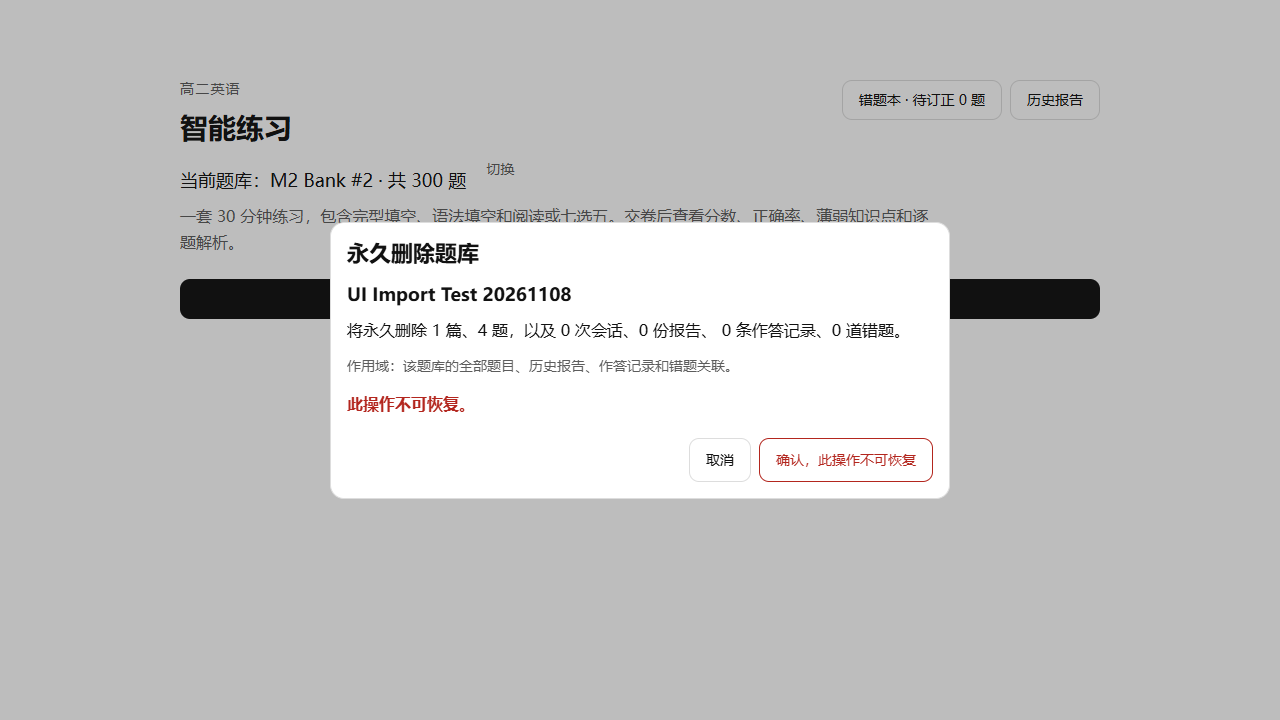 高二英语
错题本 · 待订正 0 题
历史报告
智能练习
当前题库：M2 Bank #2 · 共 300 题
切换
一套 30 分钟练习，包含完型填空、语法填空和阅读或七选五。交卷后查看分数、正确率、薄弱知识点和逐
题解析。
永久删除题库
UI Import Test 20261108
将永久删除 1 篇、4 题，以及 0 次会话、0 份报告、 0 条作答记录、0 道错题。
作用域：该题库的全部题目、历史报告、作答记录和错题关联。
此操作不可恢复。
取消
确认，此操作不可恢复